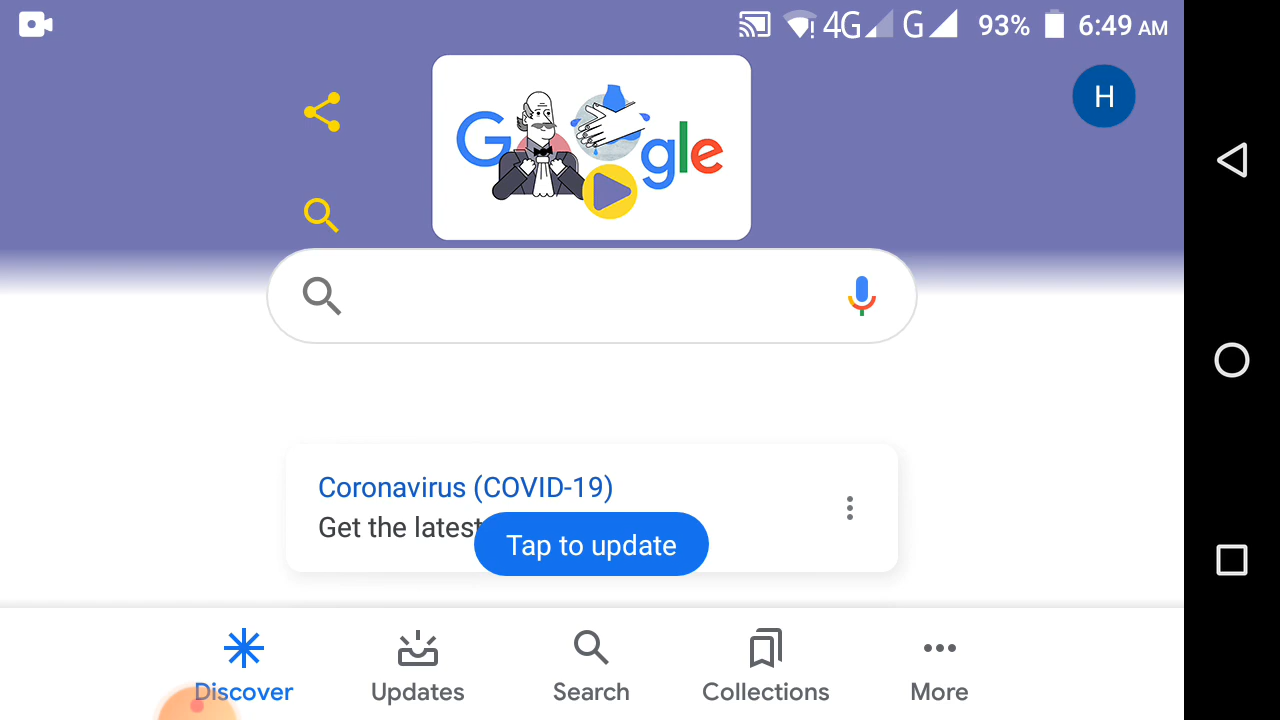 4G G 93% 6:49 AM
Google
H
Coronavirus (COVID-19)
Get the latest
Tap to update
Discover Updates Search Collections More